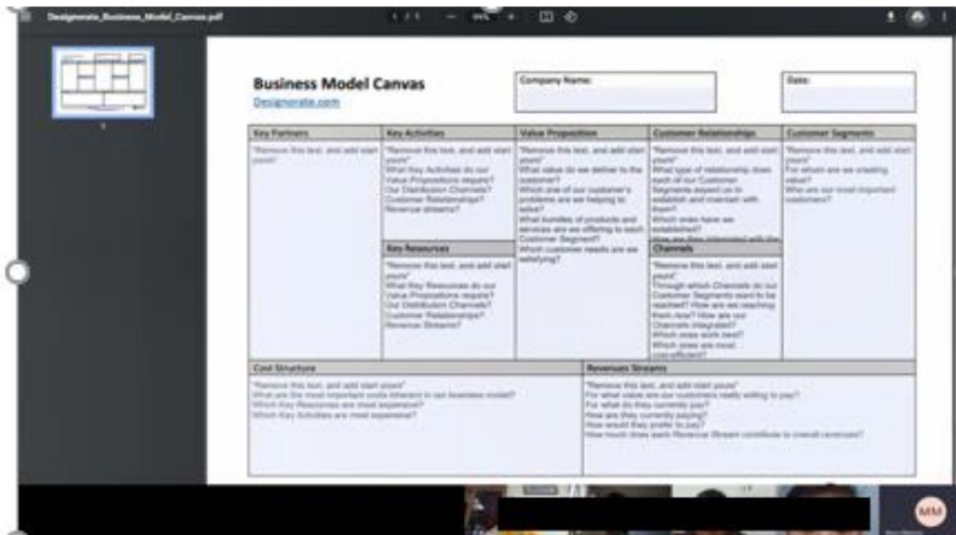 Designorate_Business_Model_Canvas.pdf
1 / 1
Business Model Canvas
Designorate.com
Company Name:
Date:
Key Partners
"Remove this text, and add start
yours"
Key Activities
"Remove this text, and add start
yours"
What Key Activities do our
Value Propositions require?
Our Distribution Channels?
Customer Relationships?
Revenue streams?
Key Resources
"Remove this text, and add start
yours"
What Key Resources do our
Value Propositions require?
Our Distribution Channels?
Customer Relationships?
Revenue Streams?
Value Proposition
"Remove this text, and add start
yours"
What value do we deliver to the
customer?
Which one of our customer's
problems are we helping to
solve?
What bundles of products and
services are we offering to each
Customer Segment?
Which customer needs are we
satisfying?
Customer Relationships
"Remove this text, and add start
yours"
What type of relationship does
each of our Customer
Segments expect us to
establish and maintain with
them?
Which ones have we
established?
How are they integrated with the
Channels
"Remove this text, and add start
yours"
Through which Channels do our
Customer Segments want to be
reached? How are we reaching
them now? How are our
Channels integrated?
Which ones work best?
Which ones are most
cost-efficient?
Customer Segments
"Remove this text, and add start
yours"
For whom are we creating
value?
Who are our most important
customers?
Cost Structure
"Remove this text, and add start yours"
What are the most important costs inherent in our business model?
Which Key Resources are most expensive?
Which Key Activities are most expensive?
Revenues Streams
"Remove this text, and add start yours"
For what value are our customers really willing to pay?
For what do they currently pay?
How are they currently paying?
How would they prefer to pay?
How much does each Revenue Stream contribute to overall revenues?
MM